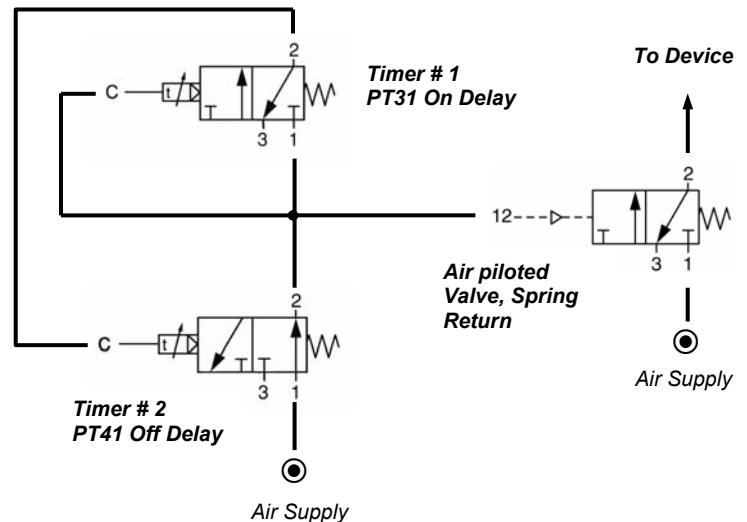 2
Timer # 1
PT31 On Delay
To Device
C
t
3 1
2
12
3 1
Air piloted
Valve, Spring
Return
2
C
t
3 1
Air Supply
Timer # 2
PT41 Off Delay
Air Supply